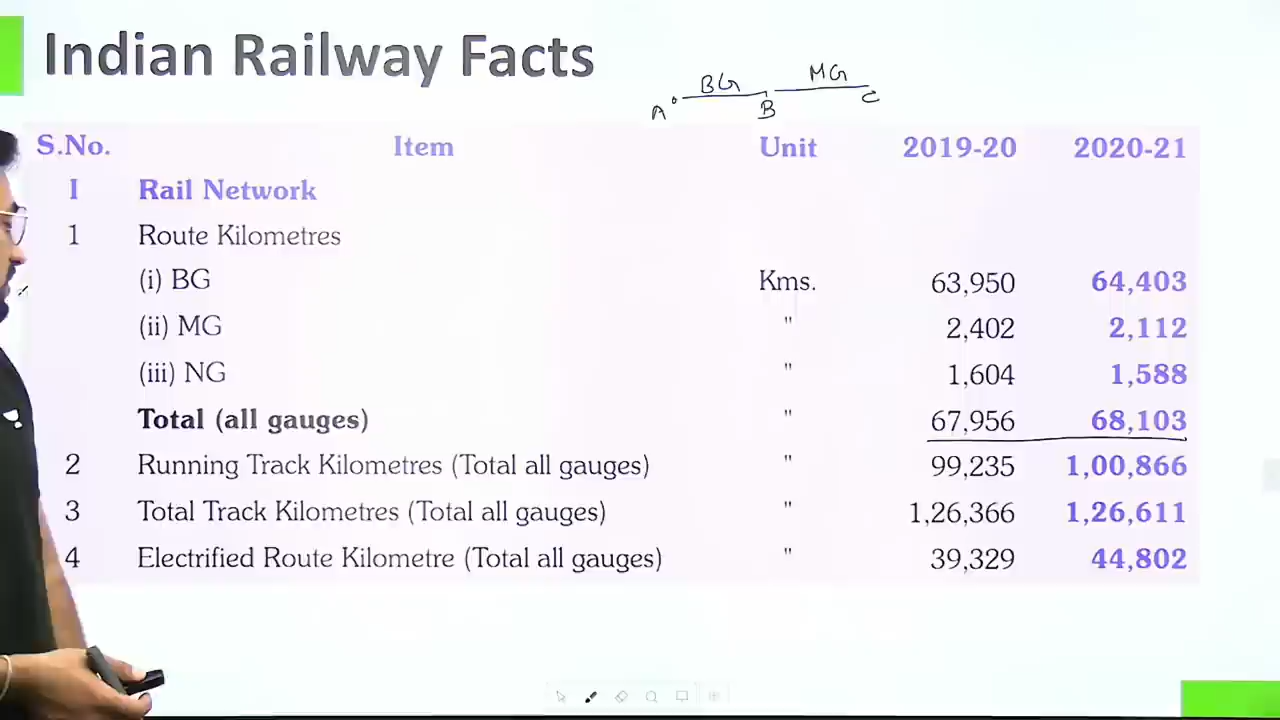 Indian Railway Facts
BG MG
A B C
S.No. Item Unit 2019-20 2020-21
I Rail Network
1 Route Kilometres
(i) BG Kms. 63,950 64,403
(ii) MG " 2,402 2,112
(iii) NG " 1,604 1,588
Total (all gauges) " 67,956 68,103
2 Running Track Kilometres (Total all gauges) " 99,235 1,00,866
3 Total Track Kilometres (Total all gauges) " 1,26,366 1,26,611
4 Electrified Route Kilometre (Total all gauges) " 39,329 44,802